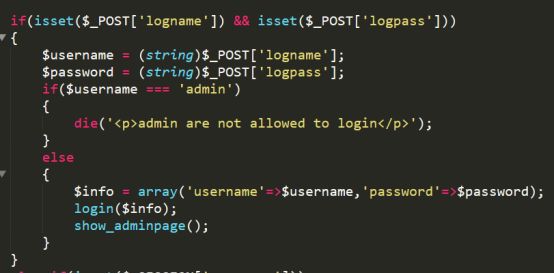 if(isset($_POST['logname']) && isset($_POST['logpass']))
{
    $username = (string)$_POST['logname'];
    $password = (string)$_POST['logpass'];
    if($username === 'admin')
    {
        die('<p>admin are not allowed to login</p>');
    }
    else
    {
        $info = array('username'=>$username,'password'=>$password);
        login($info);
        show_adminpage();
    }
}